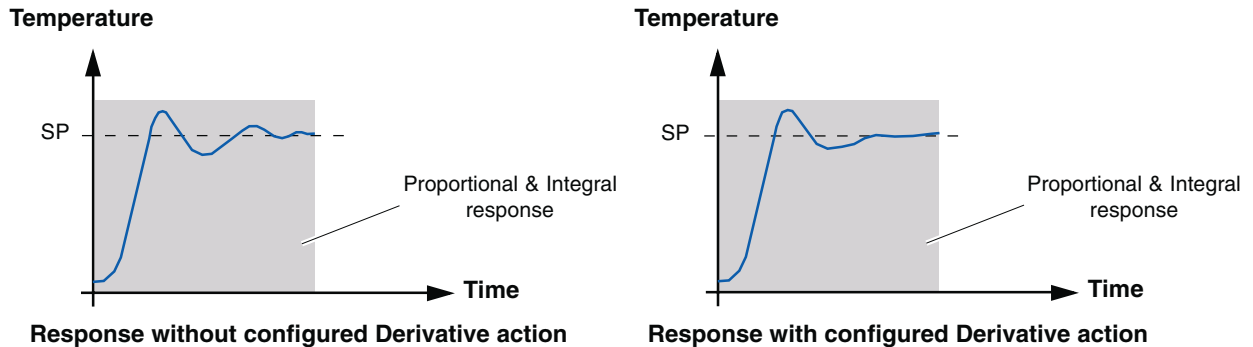 Temperature
SP
Proportional & Integral
response
Time
Response without configured Derivative action
Temperature
SP
Proportional & Integral
response
Time
Response with configured Derivative action